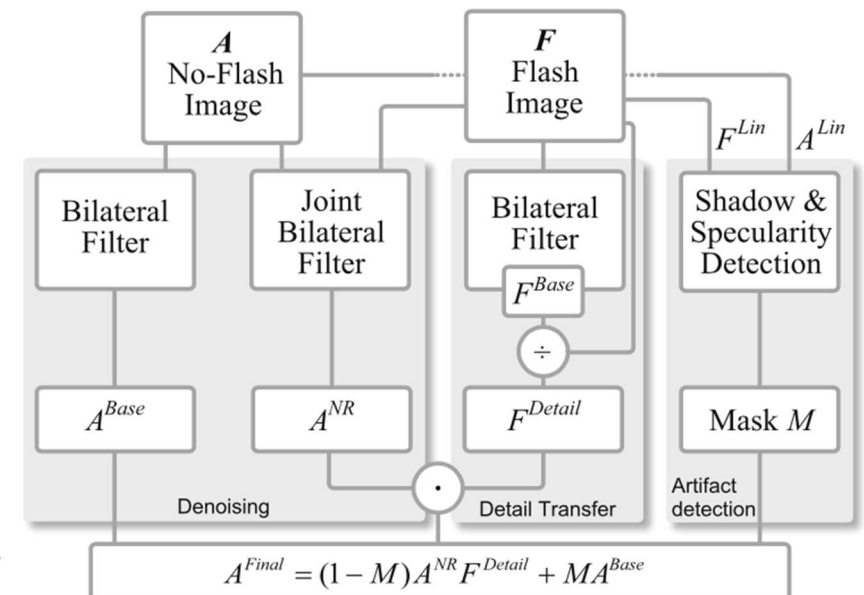 A
No-Flash
Image
F
Flash
Image
F^Lin
A^Lin
Bilateral
Filter
Joint
Bilateral
Filter
Bilateral
Filter
F^Base
÷
Shadow &
Specularity
Detection
A^Base
A^NR
F^Detail
Mask M
·
Denoising
Detail Transfer
Artifact
detection
A^Final = (1 − M)A^NR F^Detail + MA^Base